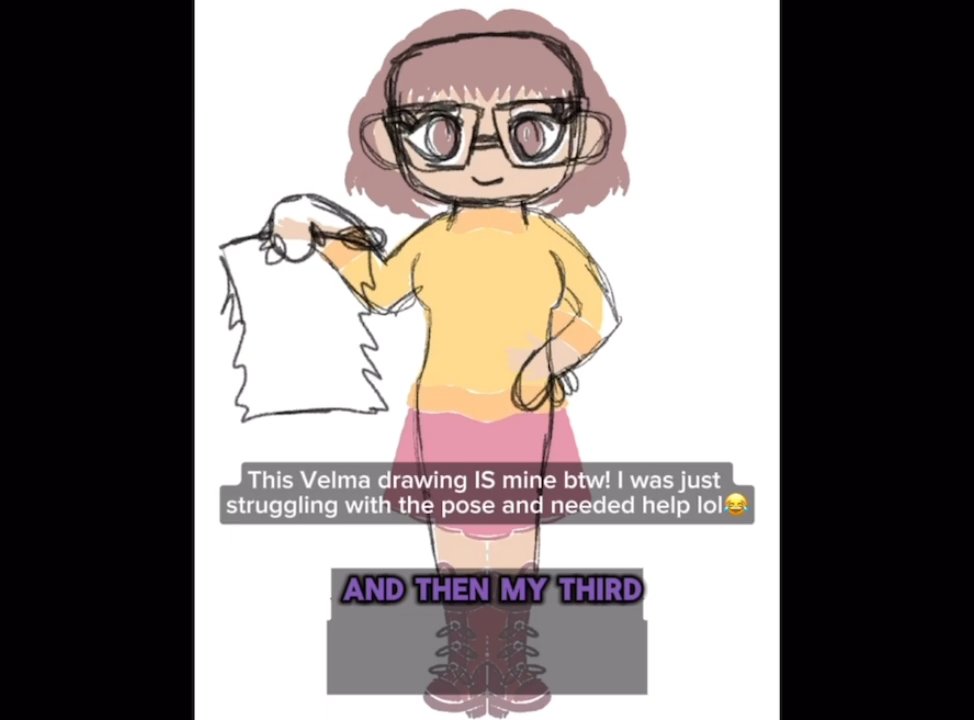 This Velma drawing IS mine btw! I was just
struggling with the pose and needed help lol😂
AND THEN MY THIRD